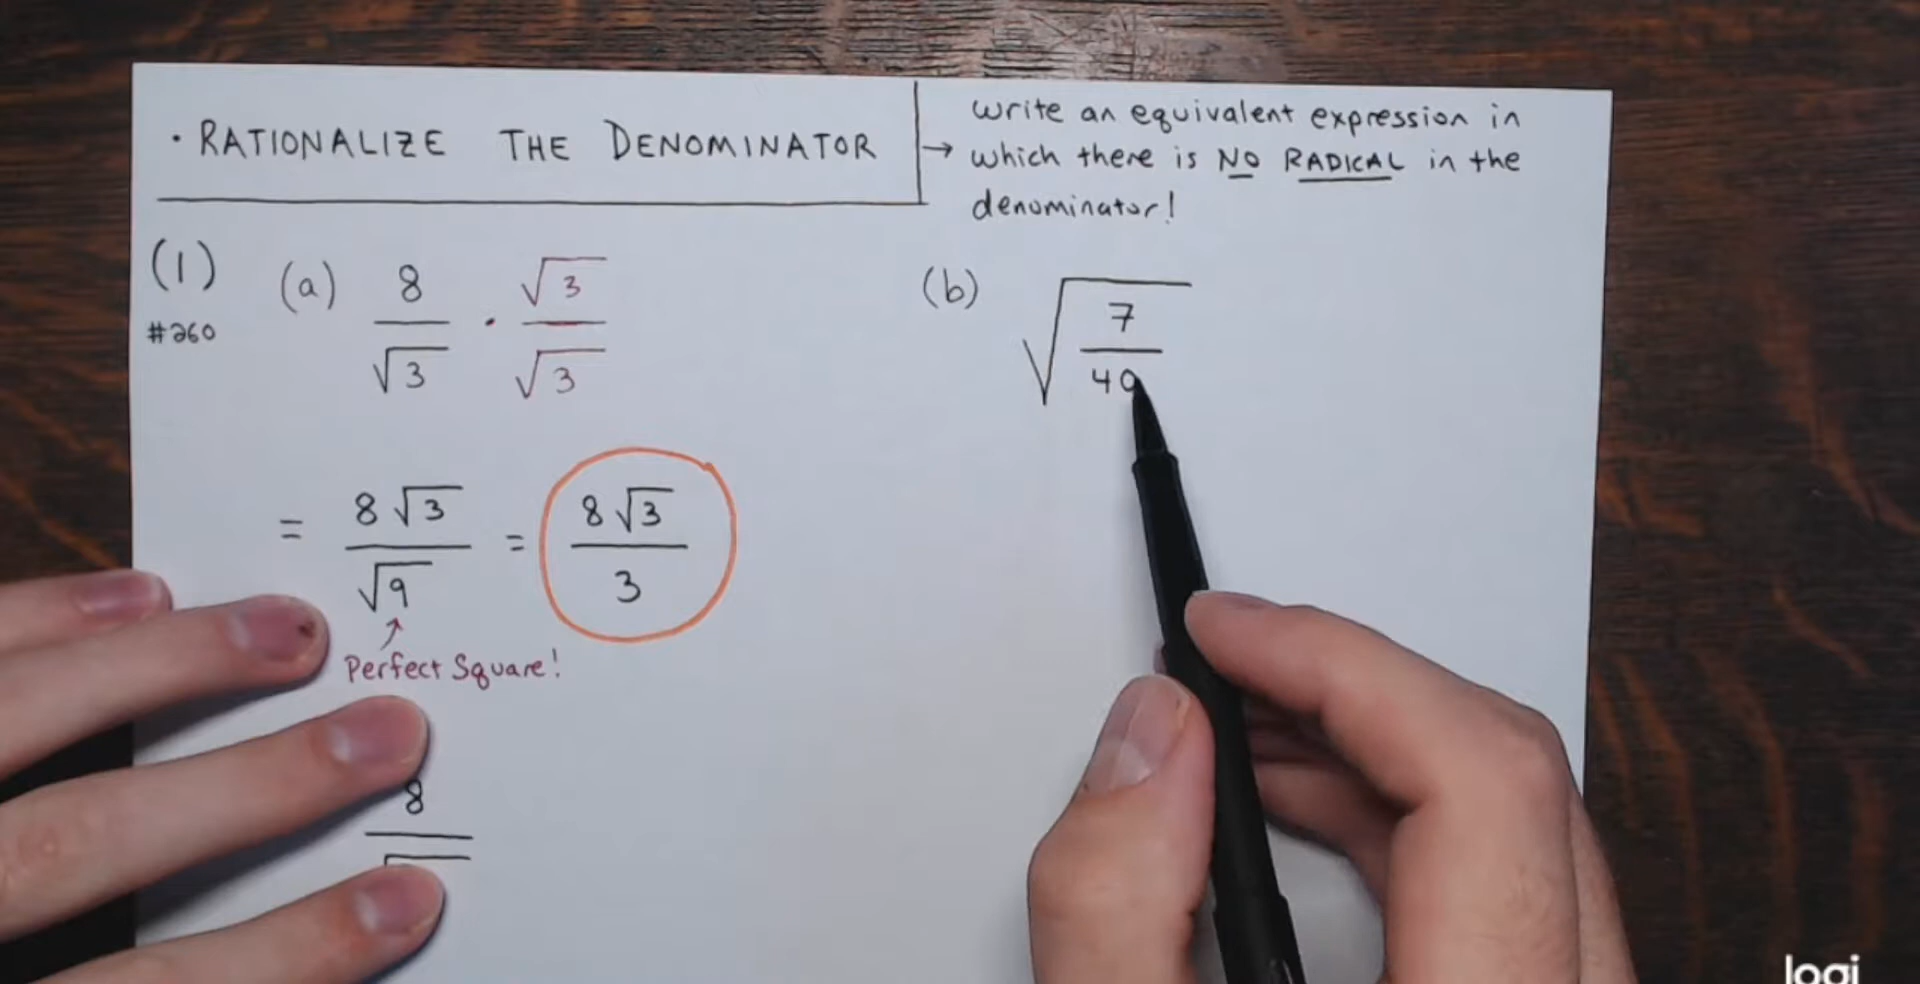 · RATIONALIZE THE DENOMINATOR
→ write an equivalent expression in
which there is NO RADICAL in the
denominator!
(1)
#260
(a) 8/√3 · √3/√3
= 8√3/√9 = 8√3/3
Perfect Square!
8
(b) √(7/40)
logi